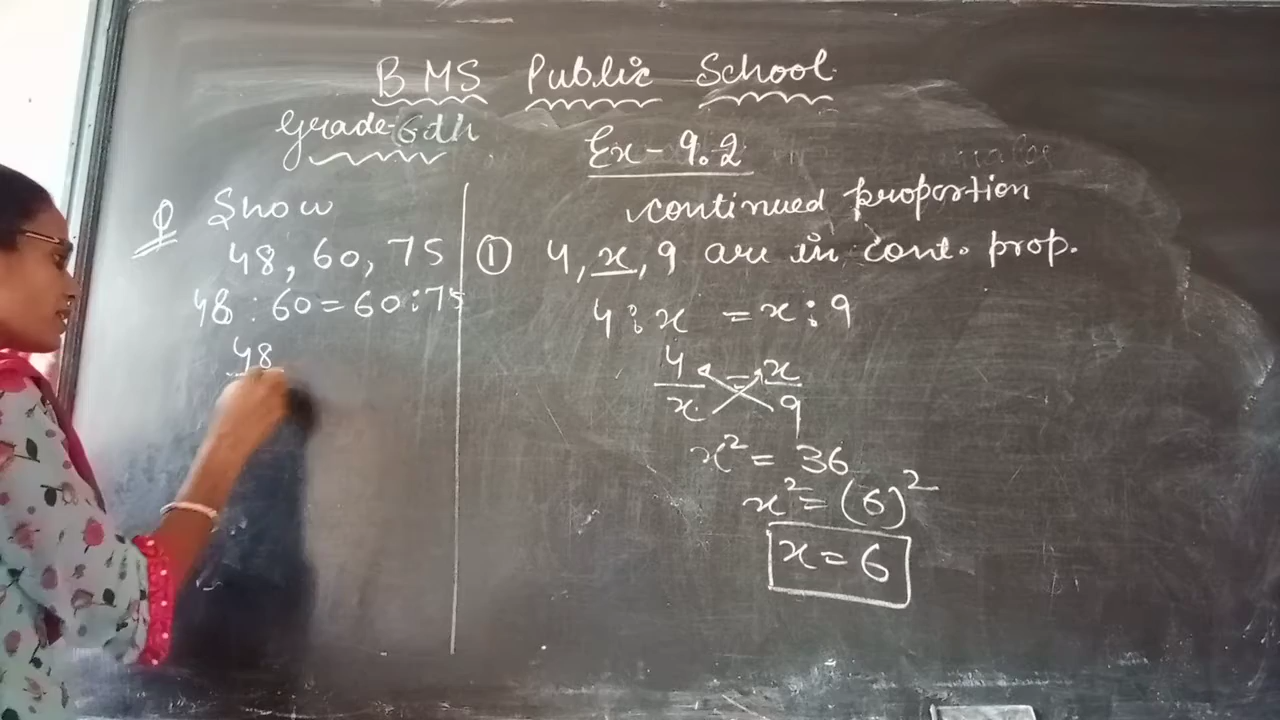 BMS Public School
Grade-6th
Ex-9.2
Q Show
48, 60, 75
48 : 60 = 60 : 75
48
continued proportion
① 4, x, 9 are in cont. prop.
4 : x = x : 9
4/x = x/9
x² = 36
x² = (6)²
x = 6